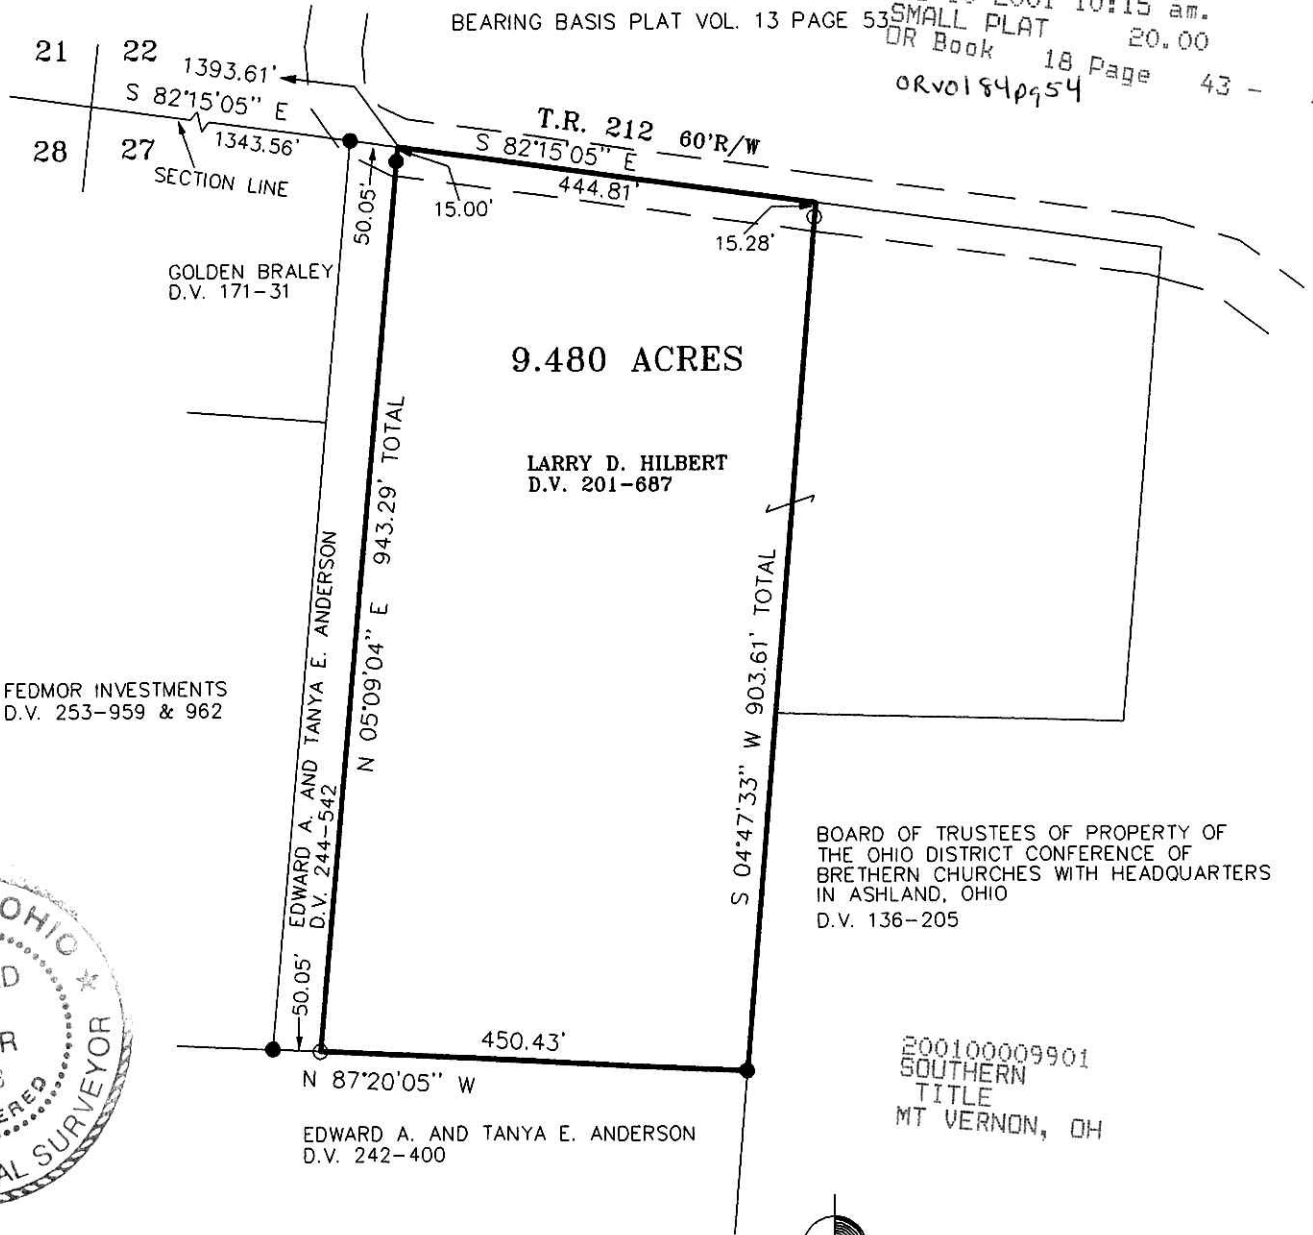 BEARING BASIS PLAT VOL. 13 PAGE 53
2001 10:15 am.
SMALL PLAT 20.00
OR Book 18 Page 43 -
ORVol 84pg54
21 22
1393.61'
S 82°15'05" E
1343.56'
28 27
SECTION LINE
T.R. 212 60'R/W
S 82°15'05" E
444.81'
50.05'
15.00'
15.28'
GOLDEN BRALEY
D.V. 171-31
9.480 ACRES
LARRY D. HILBERT
D.V. 201-687
N 05°09'04" E 943.29' TOTAL
S 04°47'33" W 903.61' TOTAL
EDWARD A. AND TANYA E. ANDERSON
D.V. 244-542
50.05'
FEDMOR INVESTMENTS
D.V. 253-959 & 962
BOARD OF TRUSTEES OF PROPERTY OF
THE OHIO DISTRICT CONFERENCE OF
BRETHERN CHURCHES WITH HEADQUARTERS
IN ASHLAND, OHIO
D.V. 136-205
450.43'
N 87°20'05" W
EDWARD A. AND TANYA E. ANDERSON
D.V. 242-400
200100009901
SOUTHERN
TITLE
MT VERNON, OH
OHIO
SURVEYOR